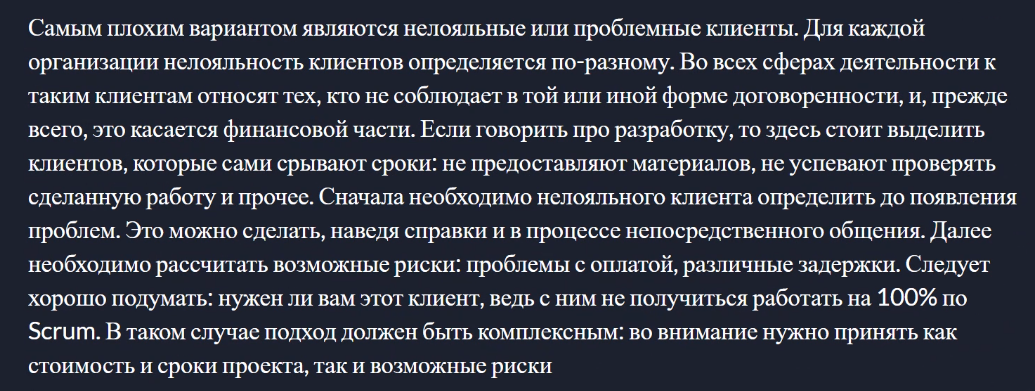 Самым плохим вариантом являются нелояльные или проблемные клиенты. Для каждой
организации нелояльность клиентов определяется по-разному. Во всех сферах деятельности к
таким клиентам относят тех, кто не соблюдает в той или иной форме договоренности, и, прежде
всего, это касается финансовой части. Если говорить про разработку, то здесь стоит выделить
клиентов, которые сами срывают сроки: не предоставляют материалов, не успевают проверять
сделанную работу и прочее. Сначала необходимо нелояльного клиента определить до появления
проблем. Это можно сделать, наведя справки и в процессе непосредственного общения. Далее
необходимо рассчитать возможные риски: проблемы с оплатой, различные задержки. Следует
хорошо подумать: нужен ли вам этот клиент, ведь с ним не получиться работать на 100% по
Scrum. В таком случае подход должен быть комплексным: во внимание нужно принять как
стоимость и сроки проекта, так и возможные риски